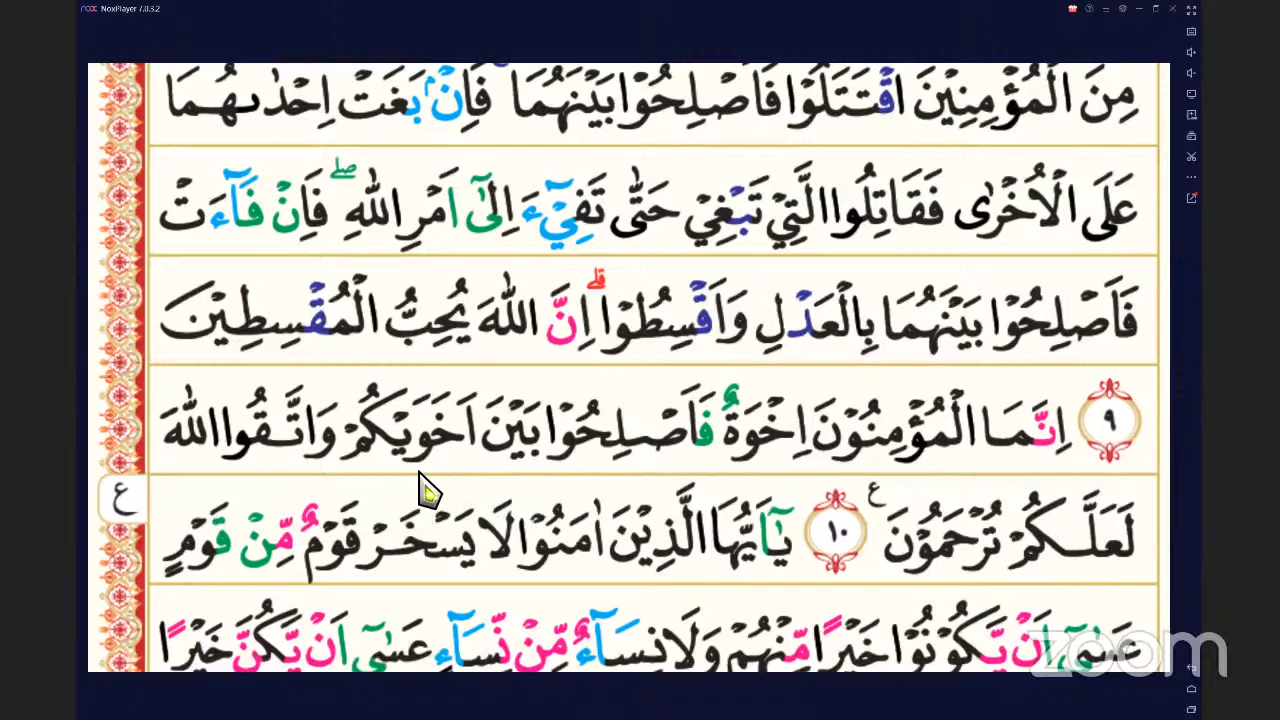 NoxPlayer 7.0.3.2
مِنَ الْمُؤْمِنِيْنَ اقْتَتَلُوْا فَاَصْلِحُوْا بَيْنَهُمَا ۚ فَاِنْۢ بَغَتْ اِحْدٰىهُمَا
عَلَى الْاُخْرٰى فَقَاتِلُوا الَّتِيْ تَبْغِيْ حَتّٰى تَفِيْۤءَ اِلٰٓى اَمْرِ اللّٰهِ ۖ فَاِنْ فَآءَتْ
فَاَصْلِحُوْا بَيْنَهُمَا بِالْعَدْلِ وَاَقْسِطُوْا ۗ اِنَّ اللّٰهَ يُحِبُّ الْمُقْسِطِيْنَ
٩ اِنَّمَا الْمُؤْمِنُوْنَ اِخْوَةٌ فَاَصْلِحُوْا بَيْنَ اَخَوَيْكُمْ وَاتَّقُوا اللّٰهَ
لَعَلَّكُمْ تُرْحَمُوْنَ ع ١٠ يٰٓاَيُّهَا الَّذِيْنَ اٰمَنُوْا لَا يَسْخَرْ قَوْمٌ مِّنْ قَوْمٍ
ع
عَسٰٓى اَنْ يَّكُوْنُوْا خَيْرًا مِّنْهُمْ وَلَا نِسَآءٌ مِّنْ نِّسَآءٍ عَسٰٓى اَنْ يَّكُنَّ خَيْرًا
zoom